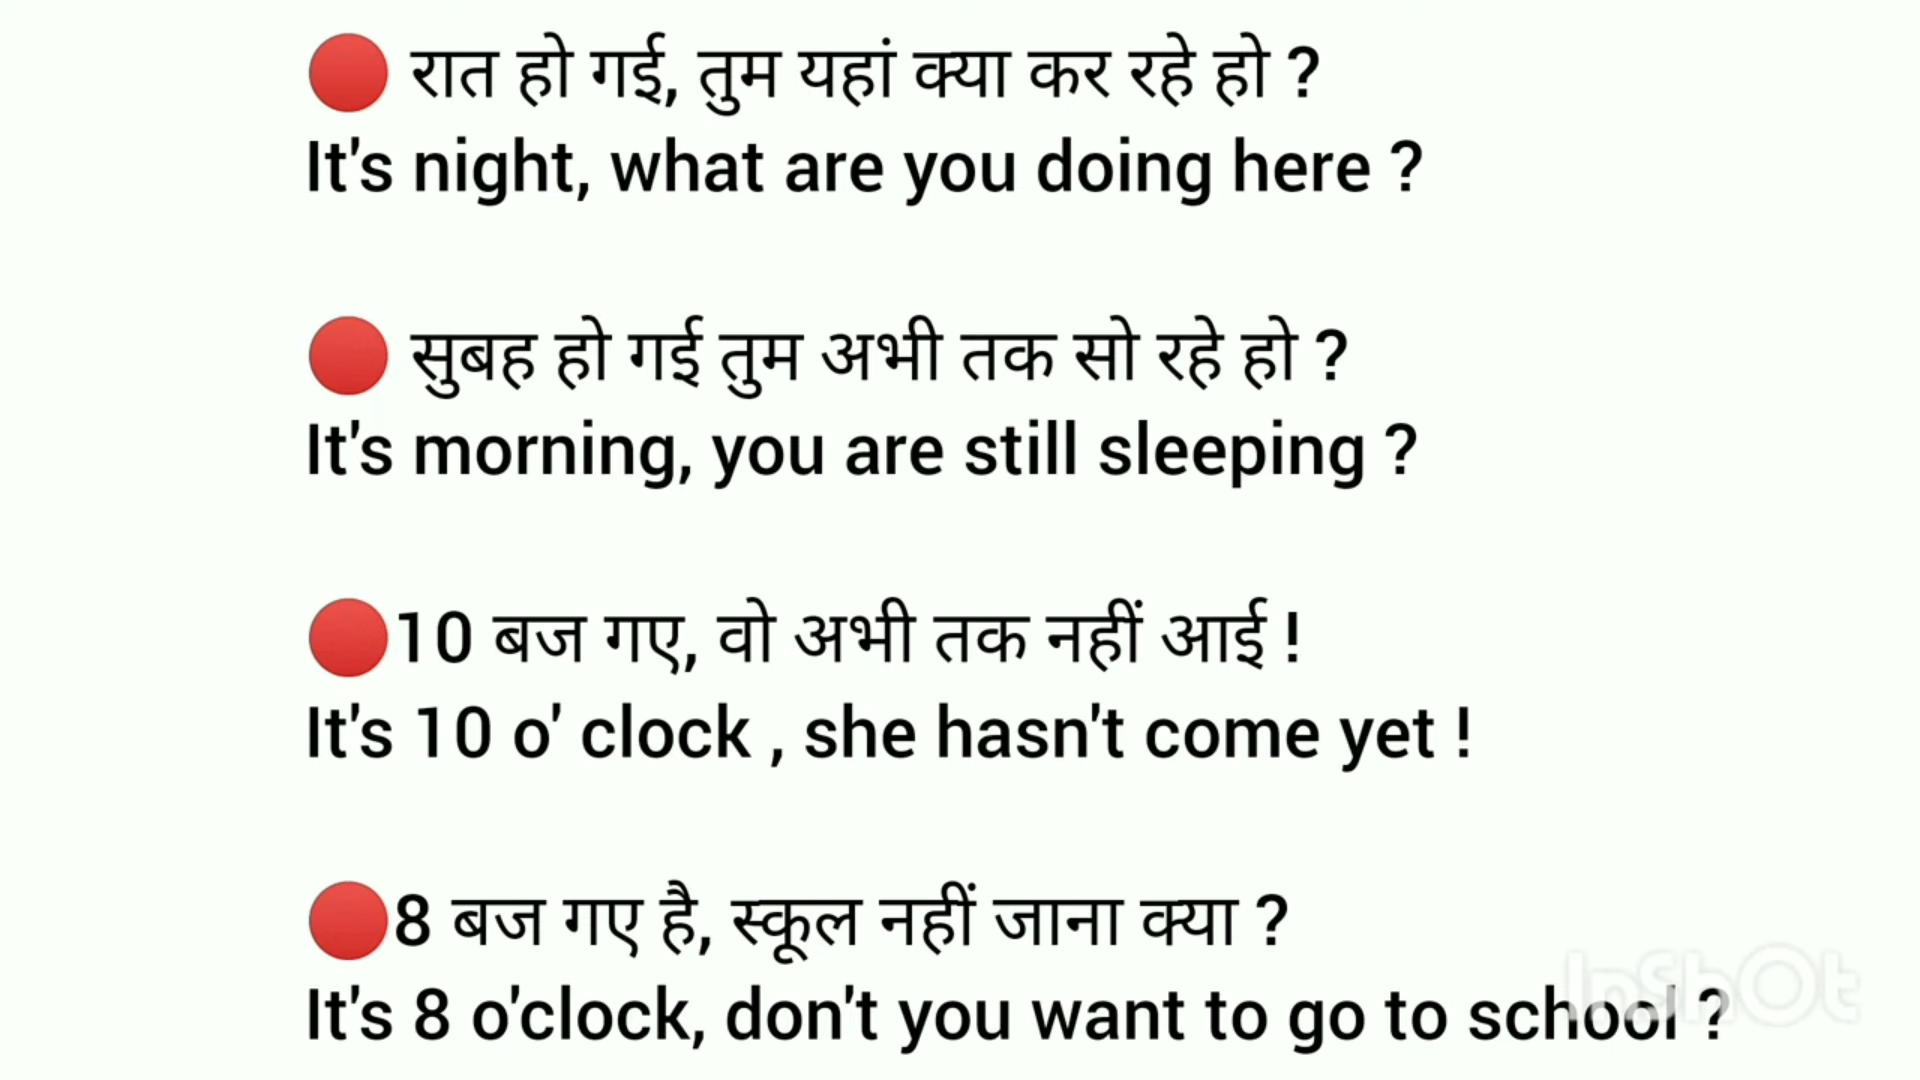 🔴 रात हो गई, तुम यहां क्या कर रहे हो ?
It's night, what are you doing here ?
🔴 सुबह हो गई तुम अभी तक सो रहे हो ?
It's morning, you are still sleeping ?
🔴10 बज गए, वो अभी तक नहीं आई !
It's 10 o' clock , she hasn't come yet !
🔴8 बज गए है, स्कूल नहीं जाना क्या ?
It's 8 o'clock, don't you want to go to school ?
InShOt